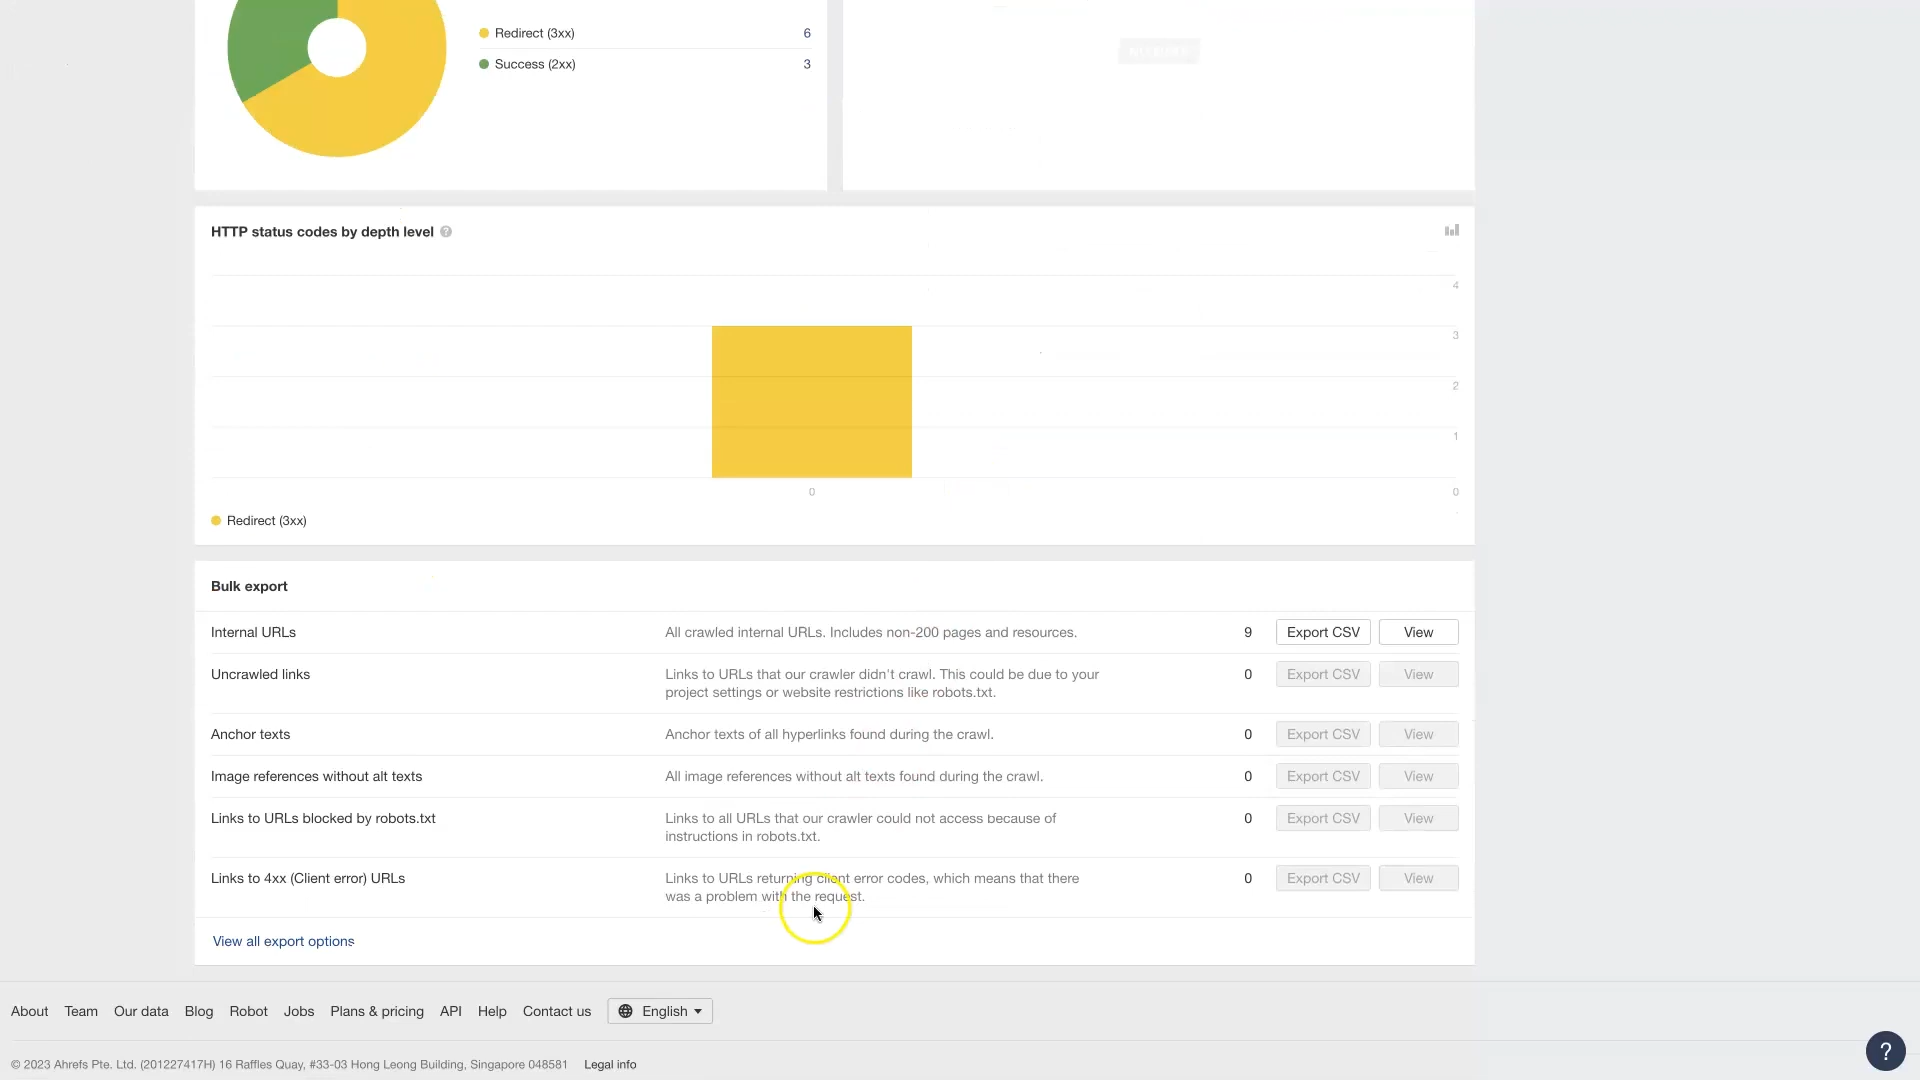 Redirect (3xx) 6
Success (2xx) 3
HTTP status codes by depth level ?
4
3
2
1
0 0
Redirect (3xx)
Bulk export
Internal URLs All crawled internal URLs. Includes non-200 pages and resources. 9 Export CSV View
Uncrawled links Links to URLs that our crawler didn't crawl. This could be due to your
project settings or website restrictions like robots.txt. 0 Export CSV View
Anchor texts Anchor texts of all hyperlinks found during the crawl. 0 Export CSV View
Image references without alt texts All image references without alt texts found during the crawl. 0 Export CSV View
Links to URLs blocked by robots.txt Links to all URLs that our crawler could not access because of
instructions in robots.txt. 0 Export CSV View
Links to 4xx (Client error) URLs Links to URLs returning client error codes, which means that there
was a problem with the request. 0 Export CSV View
View all export options
About Team Our data Blog Robot Jobs Plans & pricing API Help Contact us English
?
© 2023 Ahrefs Pte. Ltd. (201227417H) 16 Raffles Quay, #33-03 Hong Leong Building, Singapore 048581 Legal info